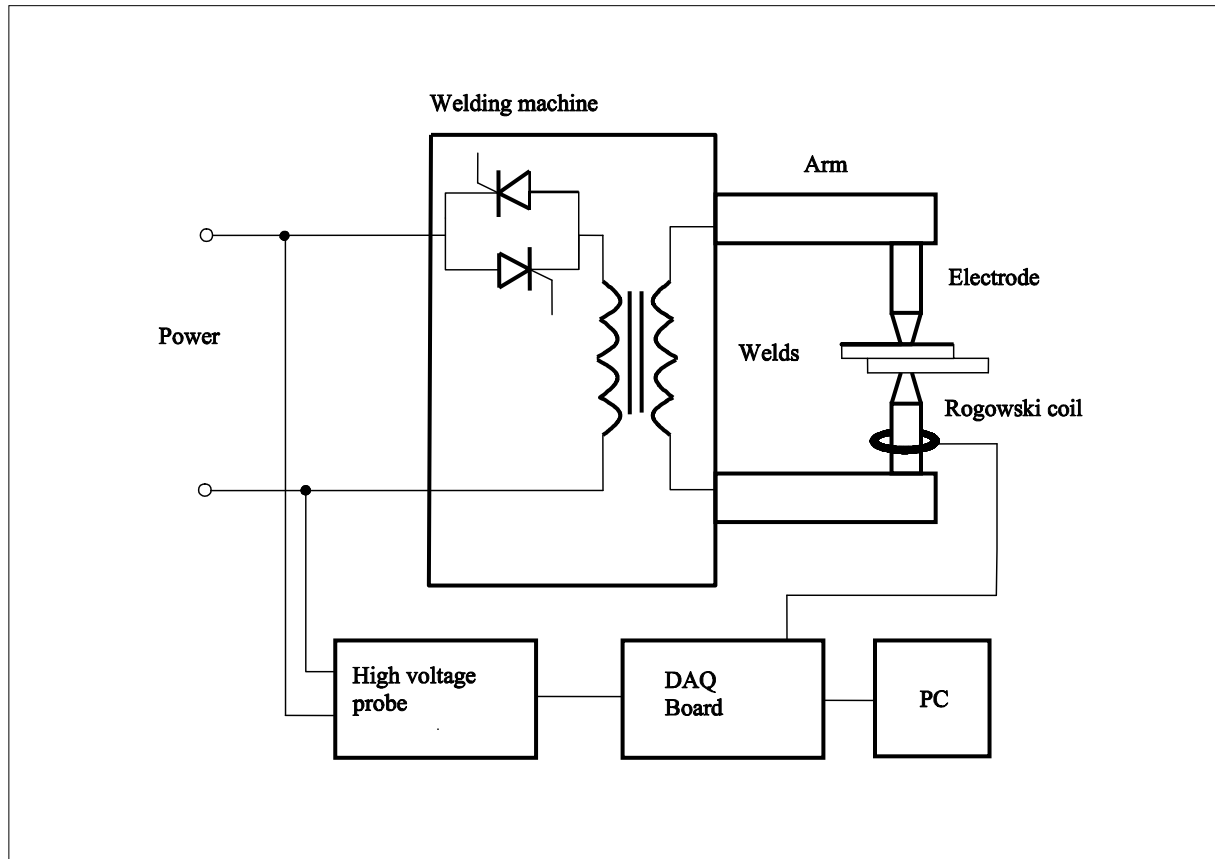 Welding machine
Arm
Electrode
Power
Welds
Rogowski coil
High voltage
probe
DAQ
Board
PC